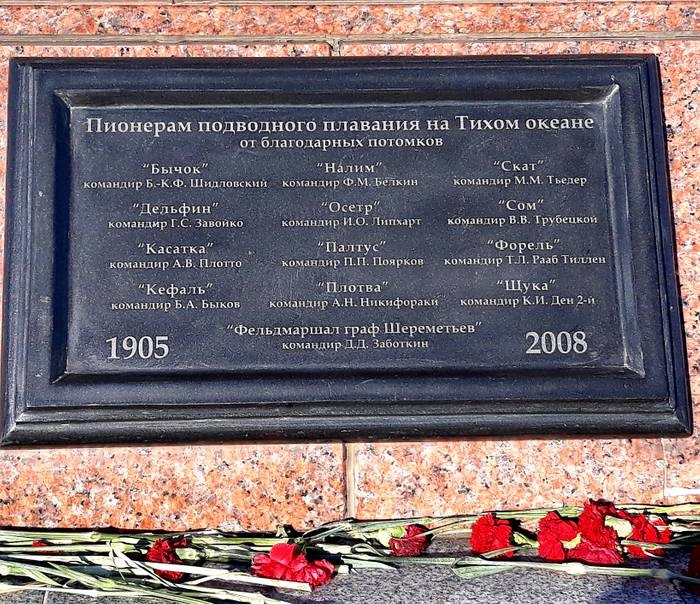 Пионерам подводного плавания на Тихом океане
от благодарных потомков
"Бычок" "Налим" "Скат"
командир Б.-К.Ф. Шидловский командир Ф.М. Белкин командир М.М. Тьедер
"Дельфин" "Осетр" "Сом"
командир Г.С. Завойко командир И.О. Липхарт командир В.В. Трубецкой
"Касатка" "Палтус" "Форель"
командир А.В. Плотто командир П.П. Поярков командир Т.Л. Рааб Тиллен
"Кефаль" "Плотва" "Щука"
командир Б.А. Быков командир А.Н. Никифораки командир К.И. Ден 2-й
"Фельдмаршал граф Шереметьев"
1905 командир Д.Д. Заботкин 2008